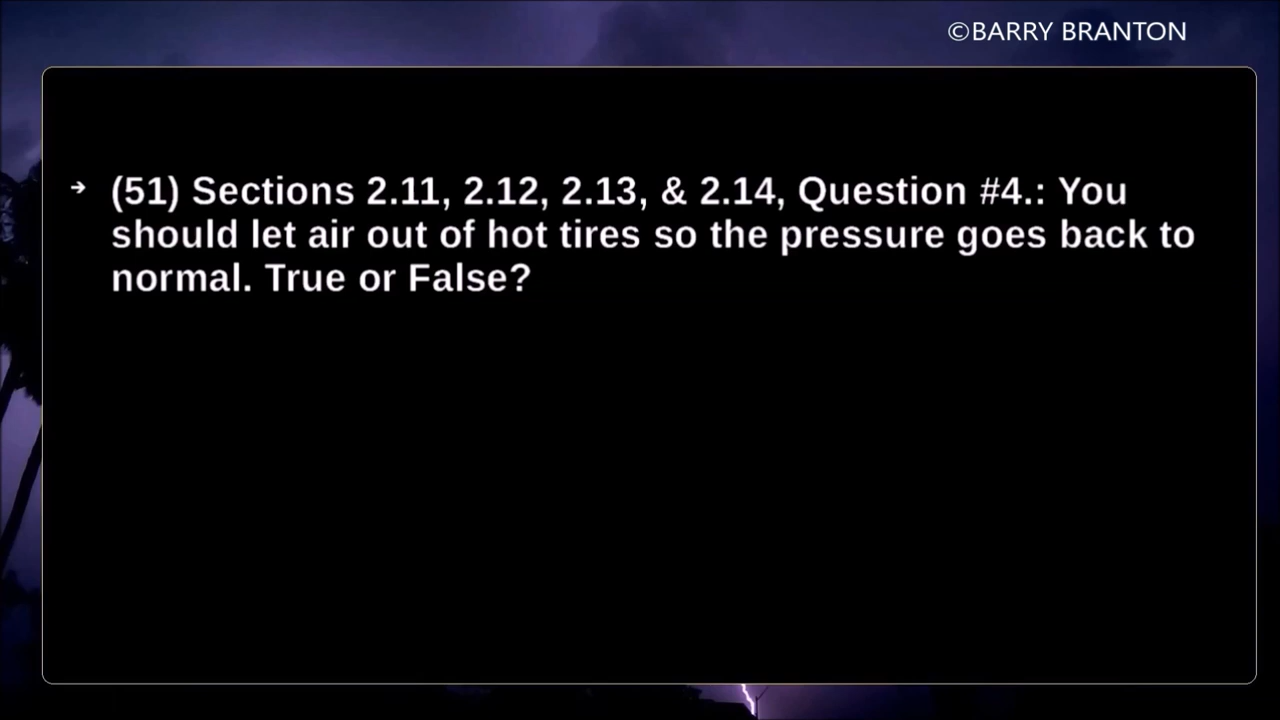 ©BARRY BRANTON
➔ (51) Sections 2.11, 2.12, 2.13, & 2.14, Question #4.: You
should let air out of hot tires so the pressure goes back to
normal. True or False?